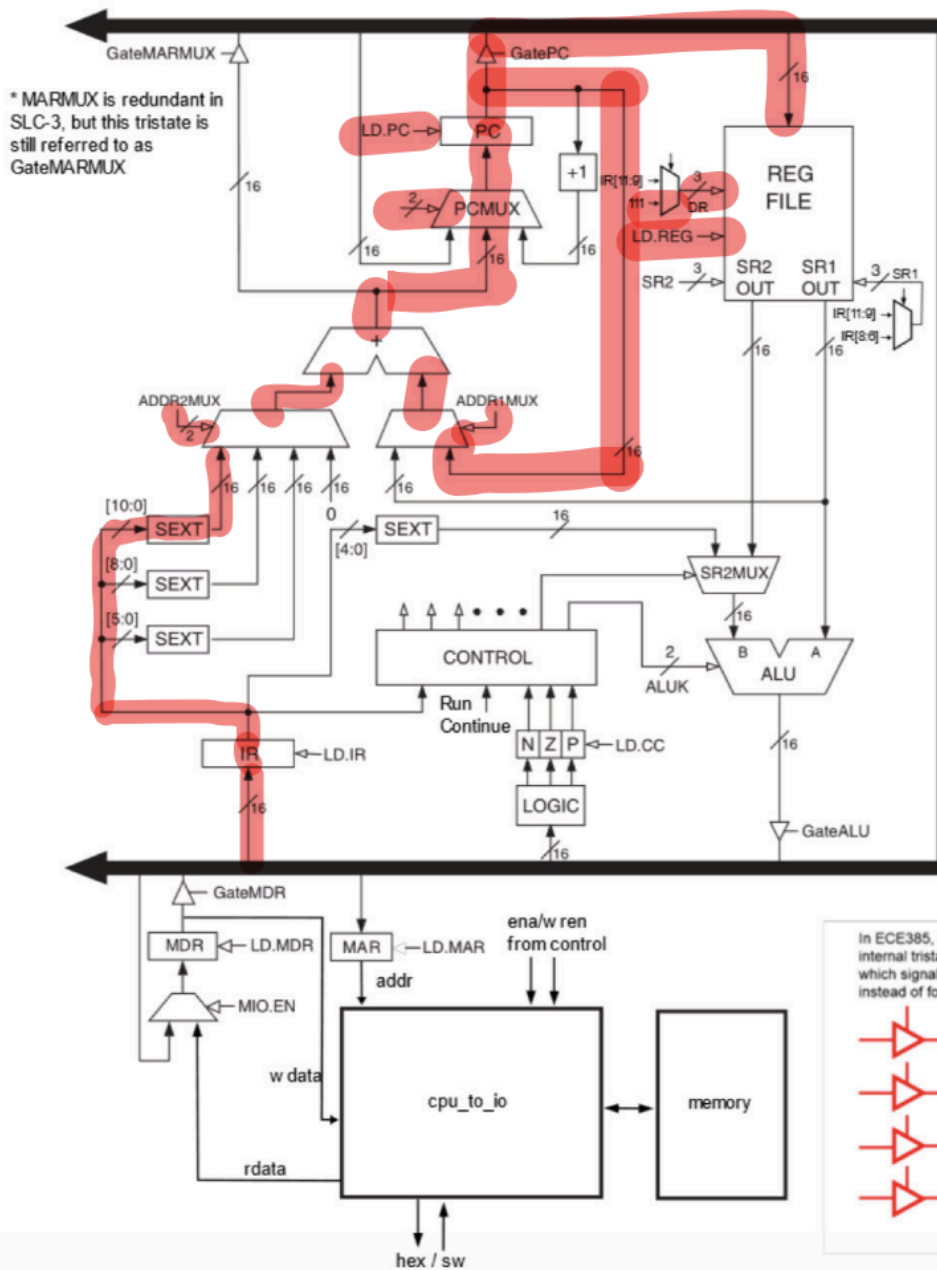 GateMARMUX
GatePC
16
* MARMUX is redundant in
SLC-3, but this tristate is
still referred to as
GateMARMUX
LD.PC
PC
+1
16
2
PCMUX
16
16
16
IR[11:9]
111
3
DR
LD.REG
REG
FILE
SR2
3
SR2
OUT
SR1
OUT
3
SR1
IR[11:9]
IR[8:6]
16
16
+
ADDR2MUX
2
ADDR1MUX
16
16
16
16
16
16
0
[10:0]
SEXT
[8:0]
SEXT
[5:0]
SEXT
[4:0]
SEXT
16
SR2MUX
16
CONTROL
2
ALUK
B
A
ALU
Run
Continue
IR
LD.IR
N Z P
LD.CC
LOGIC
16
16
16
GateALU
GateMDR
MDR
LD.MDR
MAR
LD.MAR
MIO.EN
addr
ena/w ren
from control
w data
rdata
cpu_to_io
memory
hex / sw
In ECE385,
internal trista
which signal
instead of fo